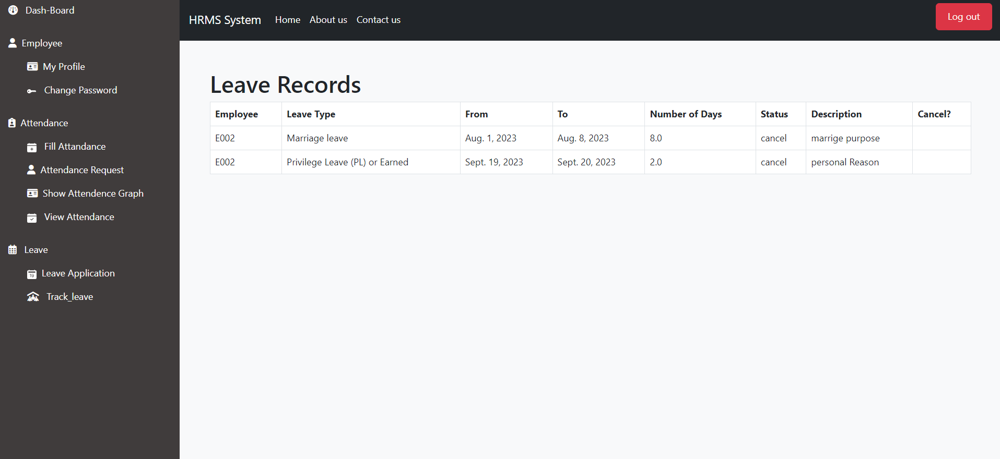 Dash-Board
Employee
My Profile
Change Password
Attendance
Fill Attandance
Attendance Request
Show Attendence Graph
View Attendance
Leave
19
Leave Application
Track_leave
HRMS System Home About us Contact us Log out
Leave Records
Employee Leave Type From To Number of Days Status Description Cancel?
E002 Marriage leave Aug. 1, 2023 Aug. 8, 2023 8.0 cancel marrige purpose
E002 Privilege Leave (PL) or Earned Sept. 19, 2023 Sept. 20, 2023 2.0 cancel personal Reason